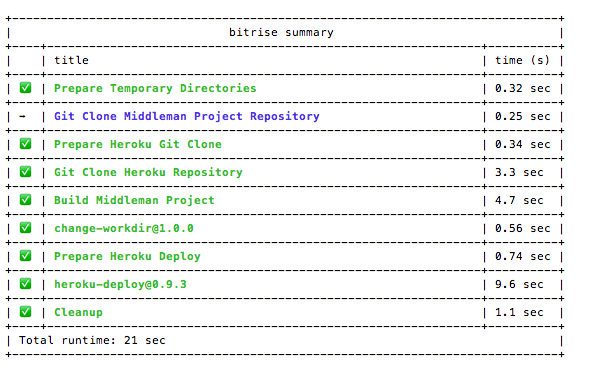 bitrise summary
title time (s)
✅ Prepare Temporary Directories 0.32 sec
➡ Git Clone Middleman Project Repository 0.25 sec
✅ Prepare Heroku Git Clone 0.34 sec
✅ Git Clone Heroku Repository 3.3 sec
✅ Build Middleman Project 4.7 sec
✅ change-workdir@1.0.0 0.56 sec
✅ Prepare Heroku Deploy 0.74 sec
✅ heroku-deploy@0.9.3 9.6 sec
✅ Cleanup 1.1 sec
Total runtime: 21 sec